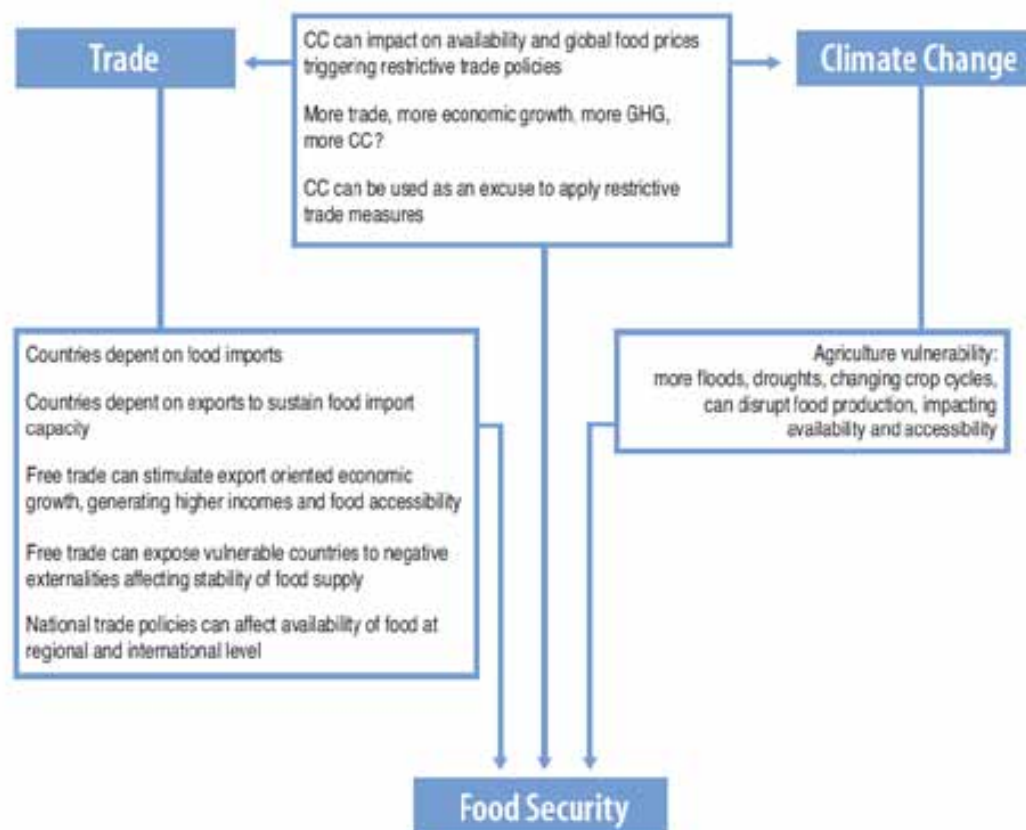 Trade
CC can impact on availability and global food prices
triggering restrictive trade policies
More trade, more economic growth, more GHG,
more CC?
CC can be used as an excuse to apply restrictive
trade measures
Climate Change
Countries depent on food imports
Countries depent on exports to sustain food import
capacity
Free trade can stimulate export oriented economic
growth, generating higher incomes and food accessibility
Free trade can expose vulnerable countries to negative
externalities affecting stability of food supply
National trade policies can affect availability of food at
regional and international level
Agriculture vulnerability:
more floods, droughts, changing crop cycles,
can disrupt food production, impacting
availability and accessibility
Food Security